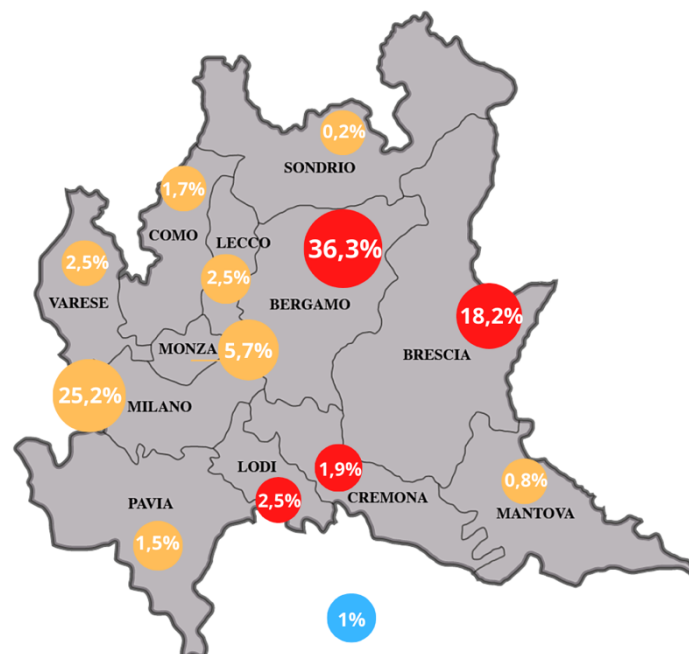 0,2%
SONDRIO
1,7%
COMO
LECCO
36,3%
2,5%
VARESE
2,5%
BERGAMO
18,2%
BRESCIA
MONZA
5,7%
25,2%
MILANO
LODI
1,9%
CREMONA
2,5%
0,8%
MANTOVA
PAVIA
1,5%
1%